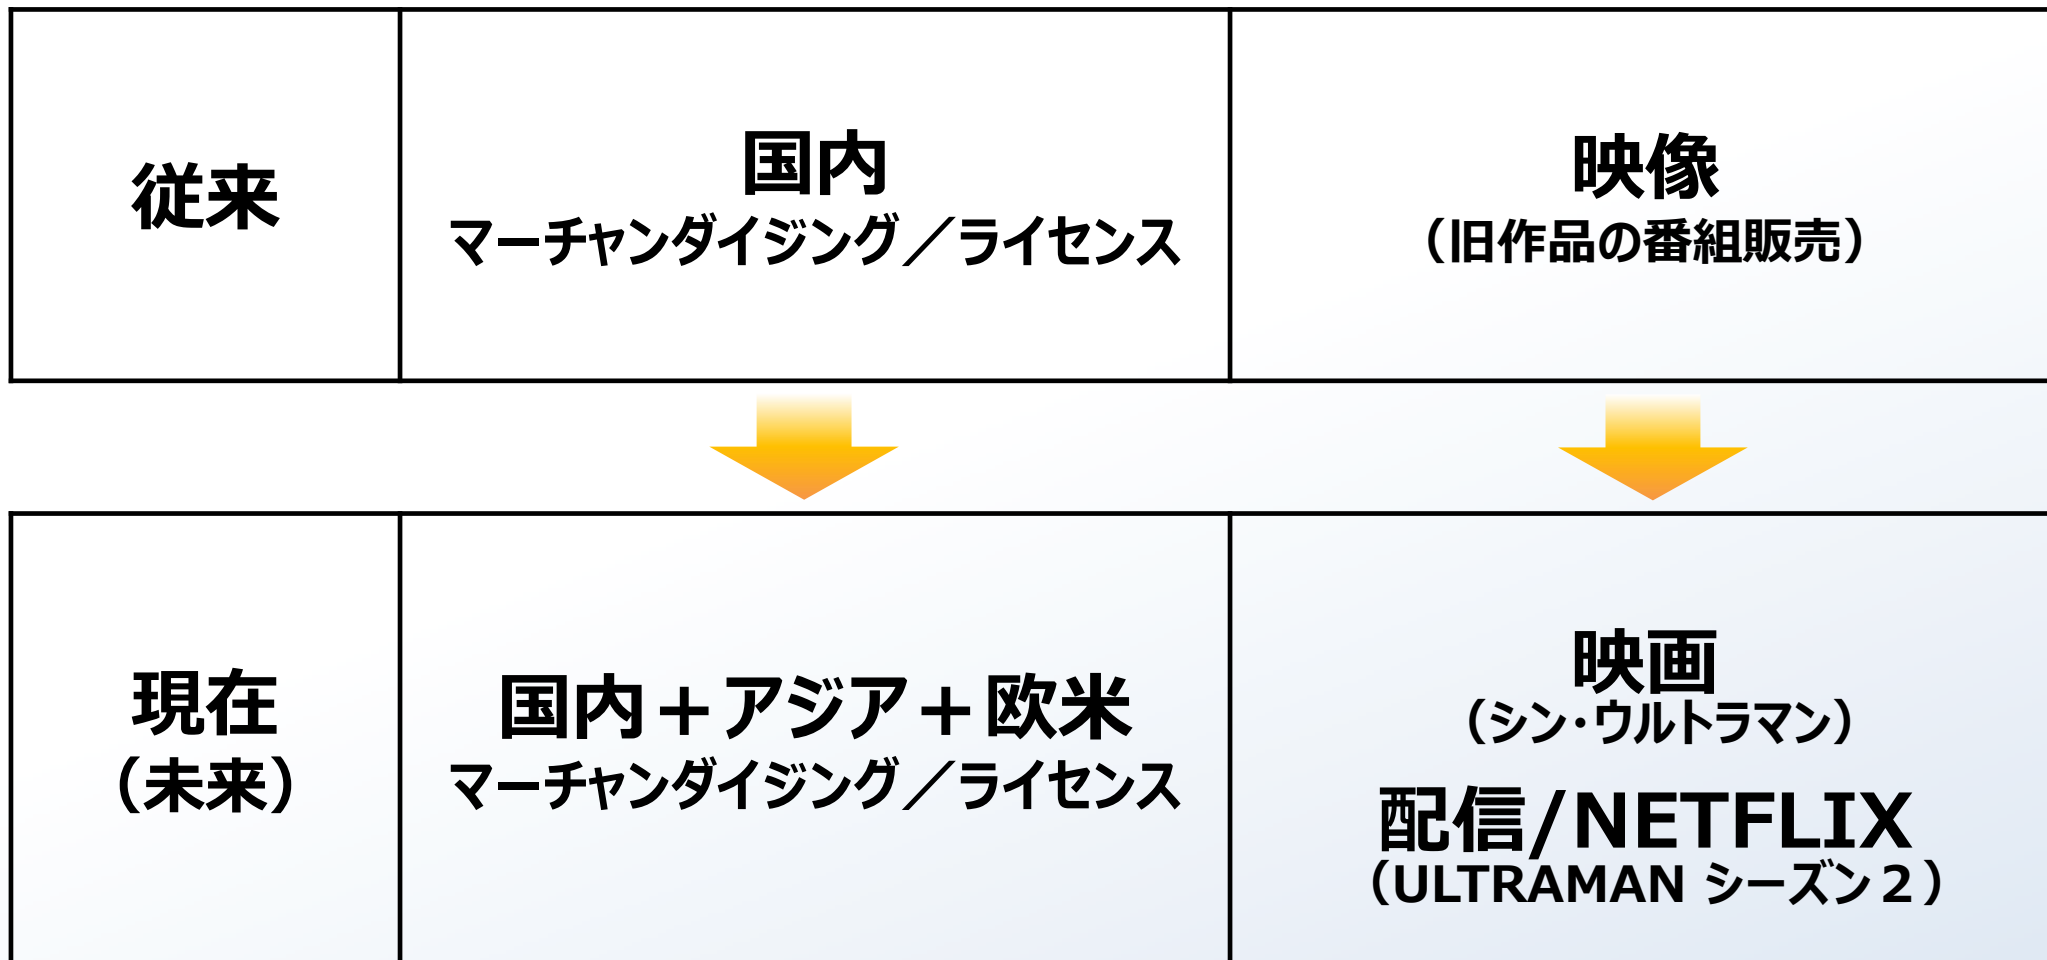 従来
国内
マーチャンダイジング／ライセンス
映像
（旧作品の番組販売）
現在
（未来）
国内＋アジア＋欧米
マーチャンダイジング／ライセンス
映画
（シン･ウルトラマン）
配信/NETFLIX
（ULTRAMAN シーズン２）